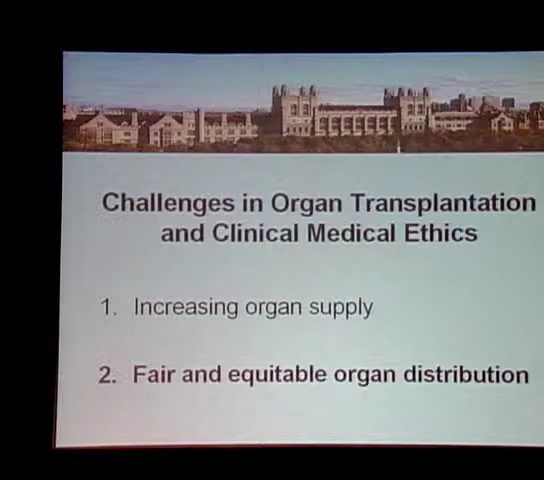 Challenges in Organ Transplantation
and Clinical Medical Ethics
1. Increasing organ supply
2. Fair and equitable organ distribution